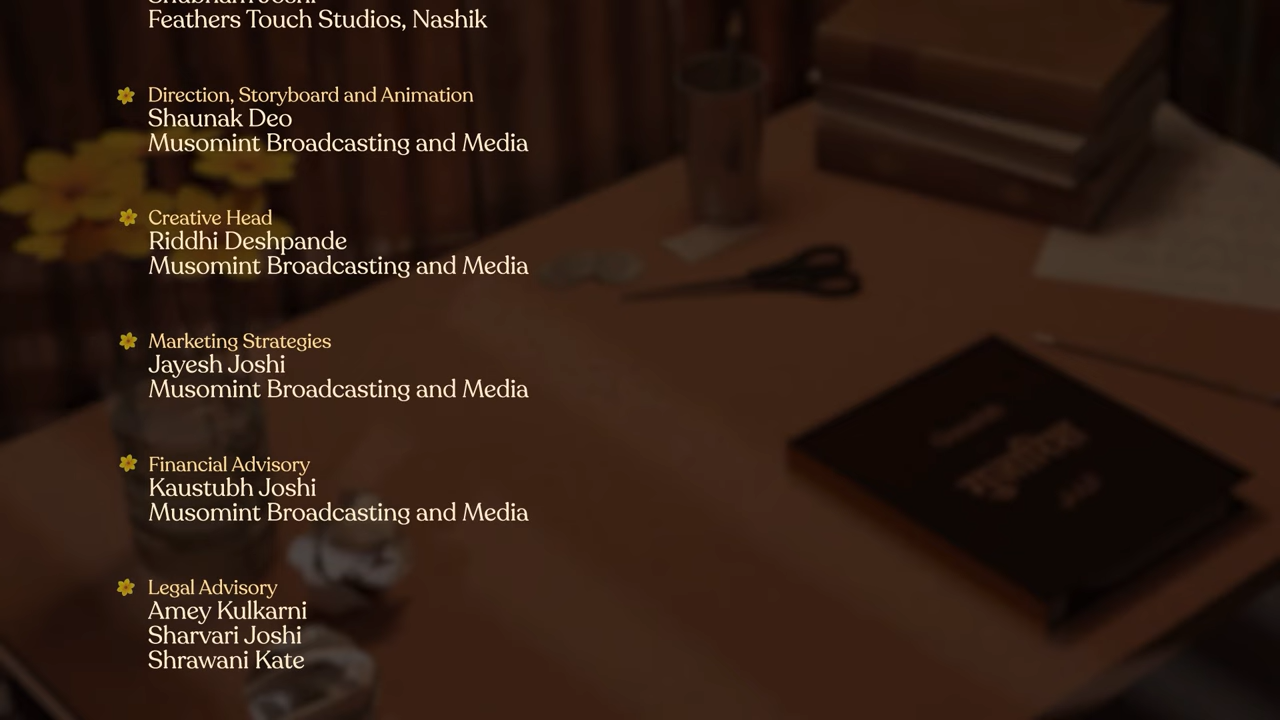 Shubham Joshi
Feathers Touch Studios, Nashik
Direction, Storyboard and Animation
Shaunak Deo
Musomint Broadcasting and Media
Creative Head
Riddhi Deshpande
Musomint Broadcasting and Media
Marketing Strategies
Jayesh Joshi
Musomint Broadcasting and Media
Financial Advisory
Kaustubh Joshi
Musomint Broadcasting and Media
Legal Advisory
Amey Kulkarni
Sharvari Joshi
Shrawani Kate